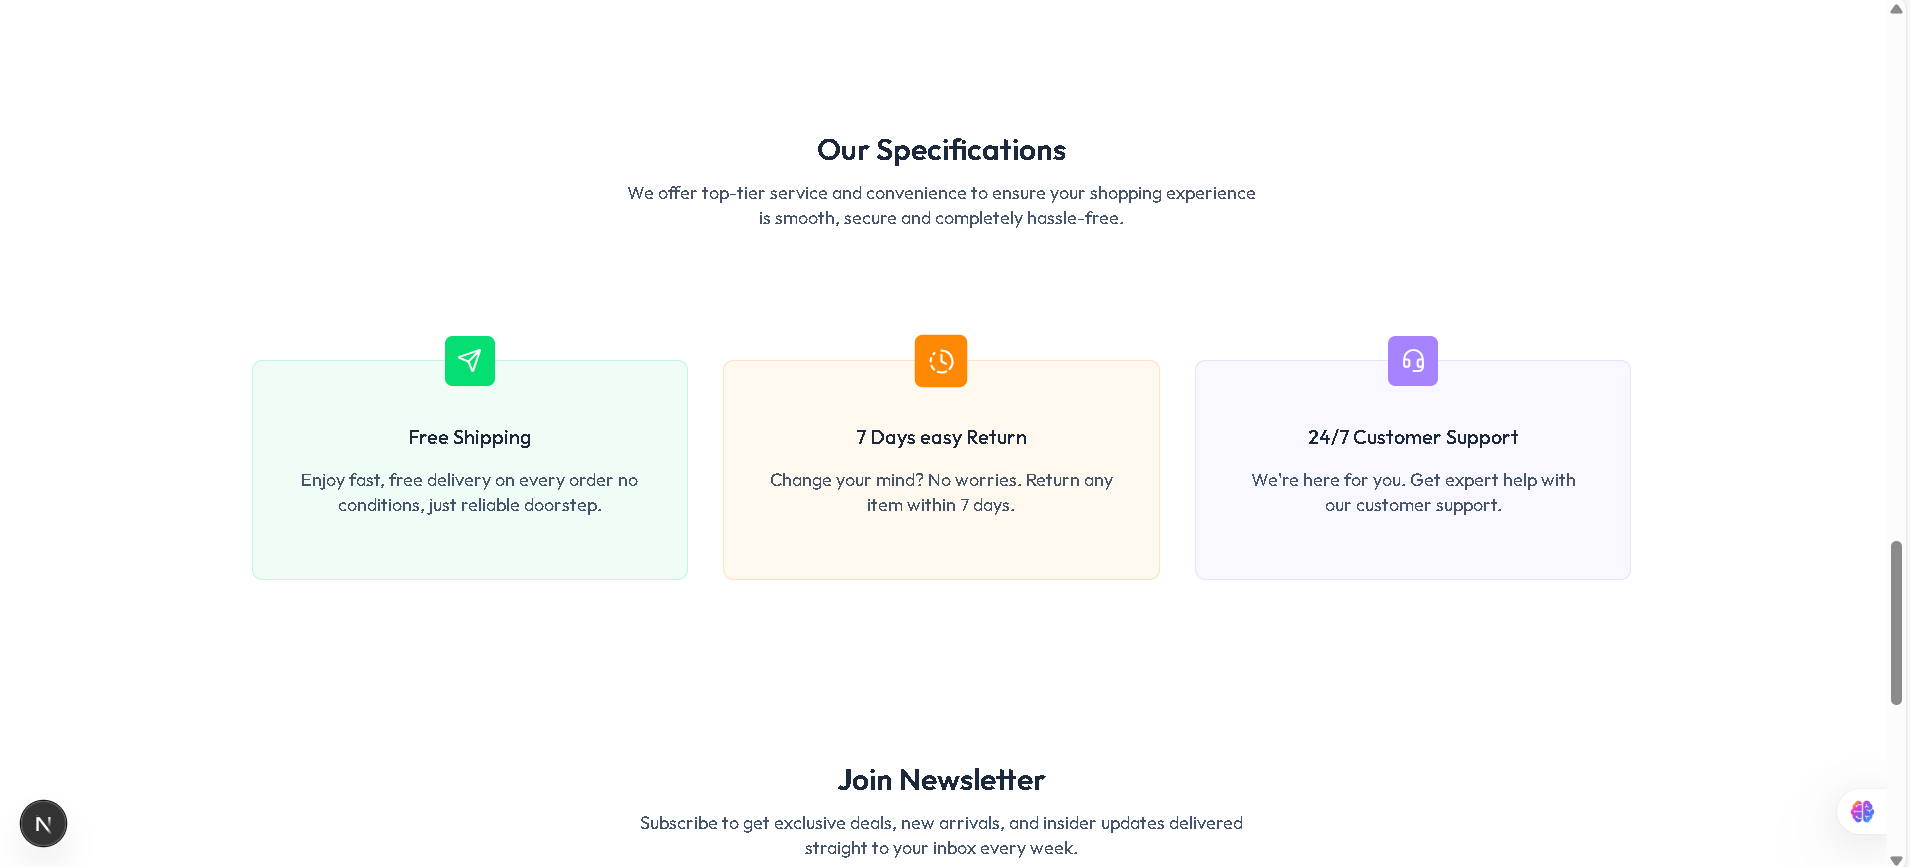 Our Specifications
We offer top-tier service and convenience to ensure your shopping experience
is smooth, secure and completely hassle-free.
Free Shipping
Enjoy fast, free delivery on every order no
conditions, just reliable doorstep.
7 Days easy Return
Change your mind? No worries. Return any
item within 7 days.
24/7 Customer Support
We're here for you. Get expert help with
our customer support.
Join Newsletter
Subscribe to get exclusive deals, new arrivals, and insider updates delivered
straight to your inbox every week.
N